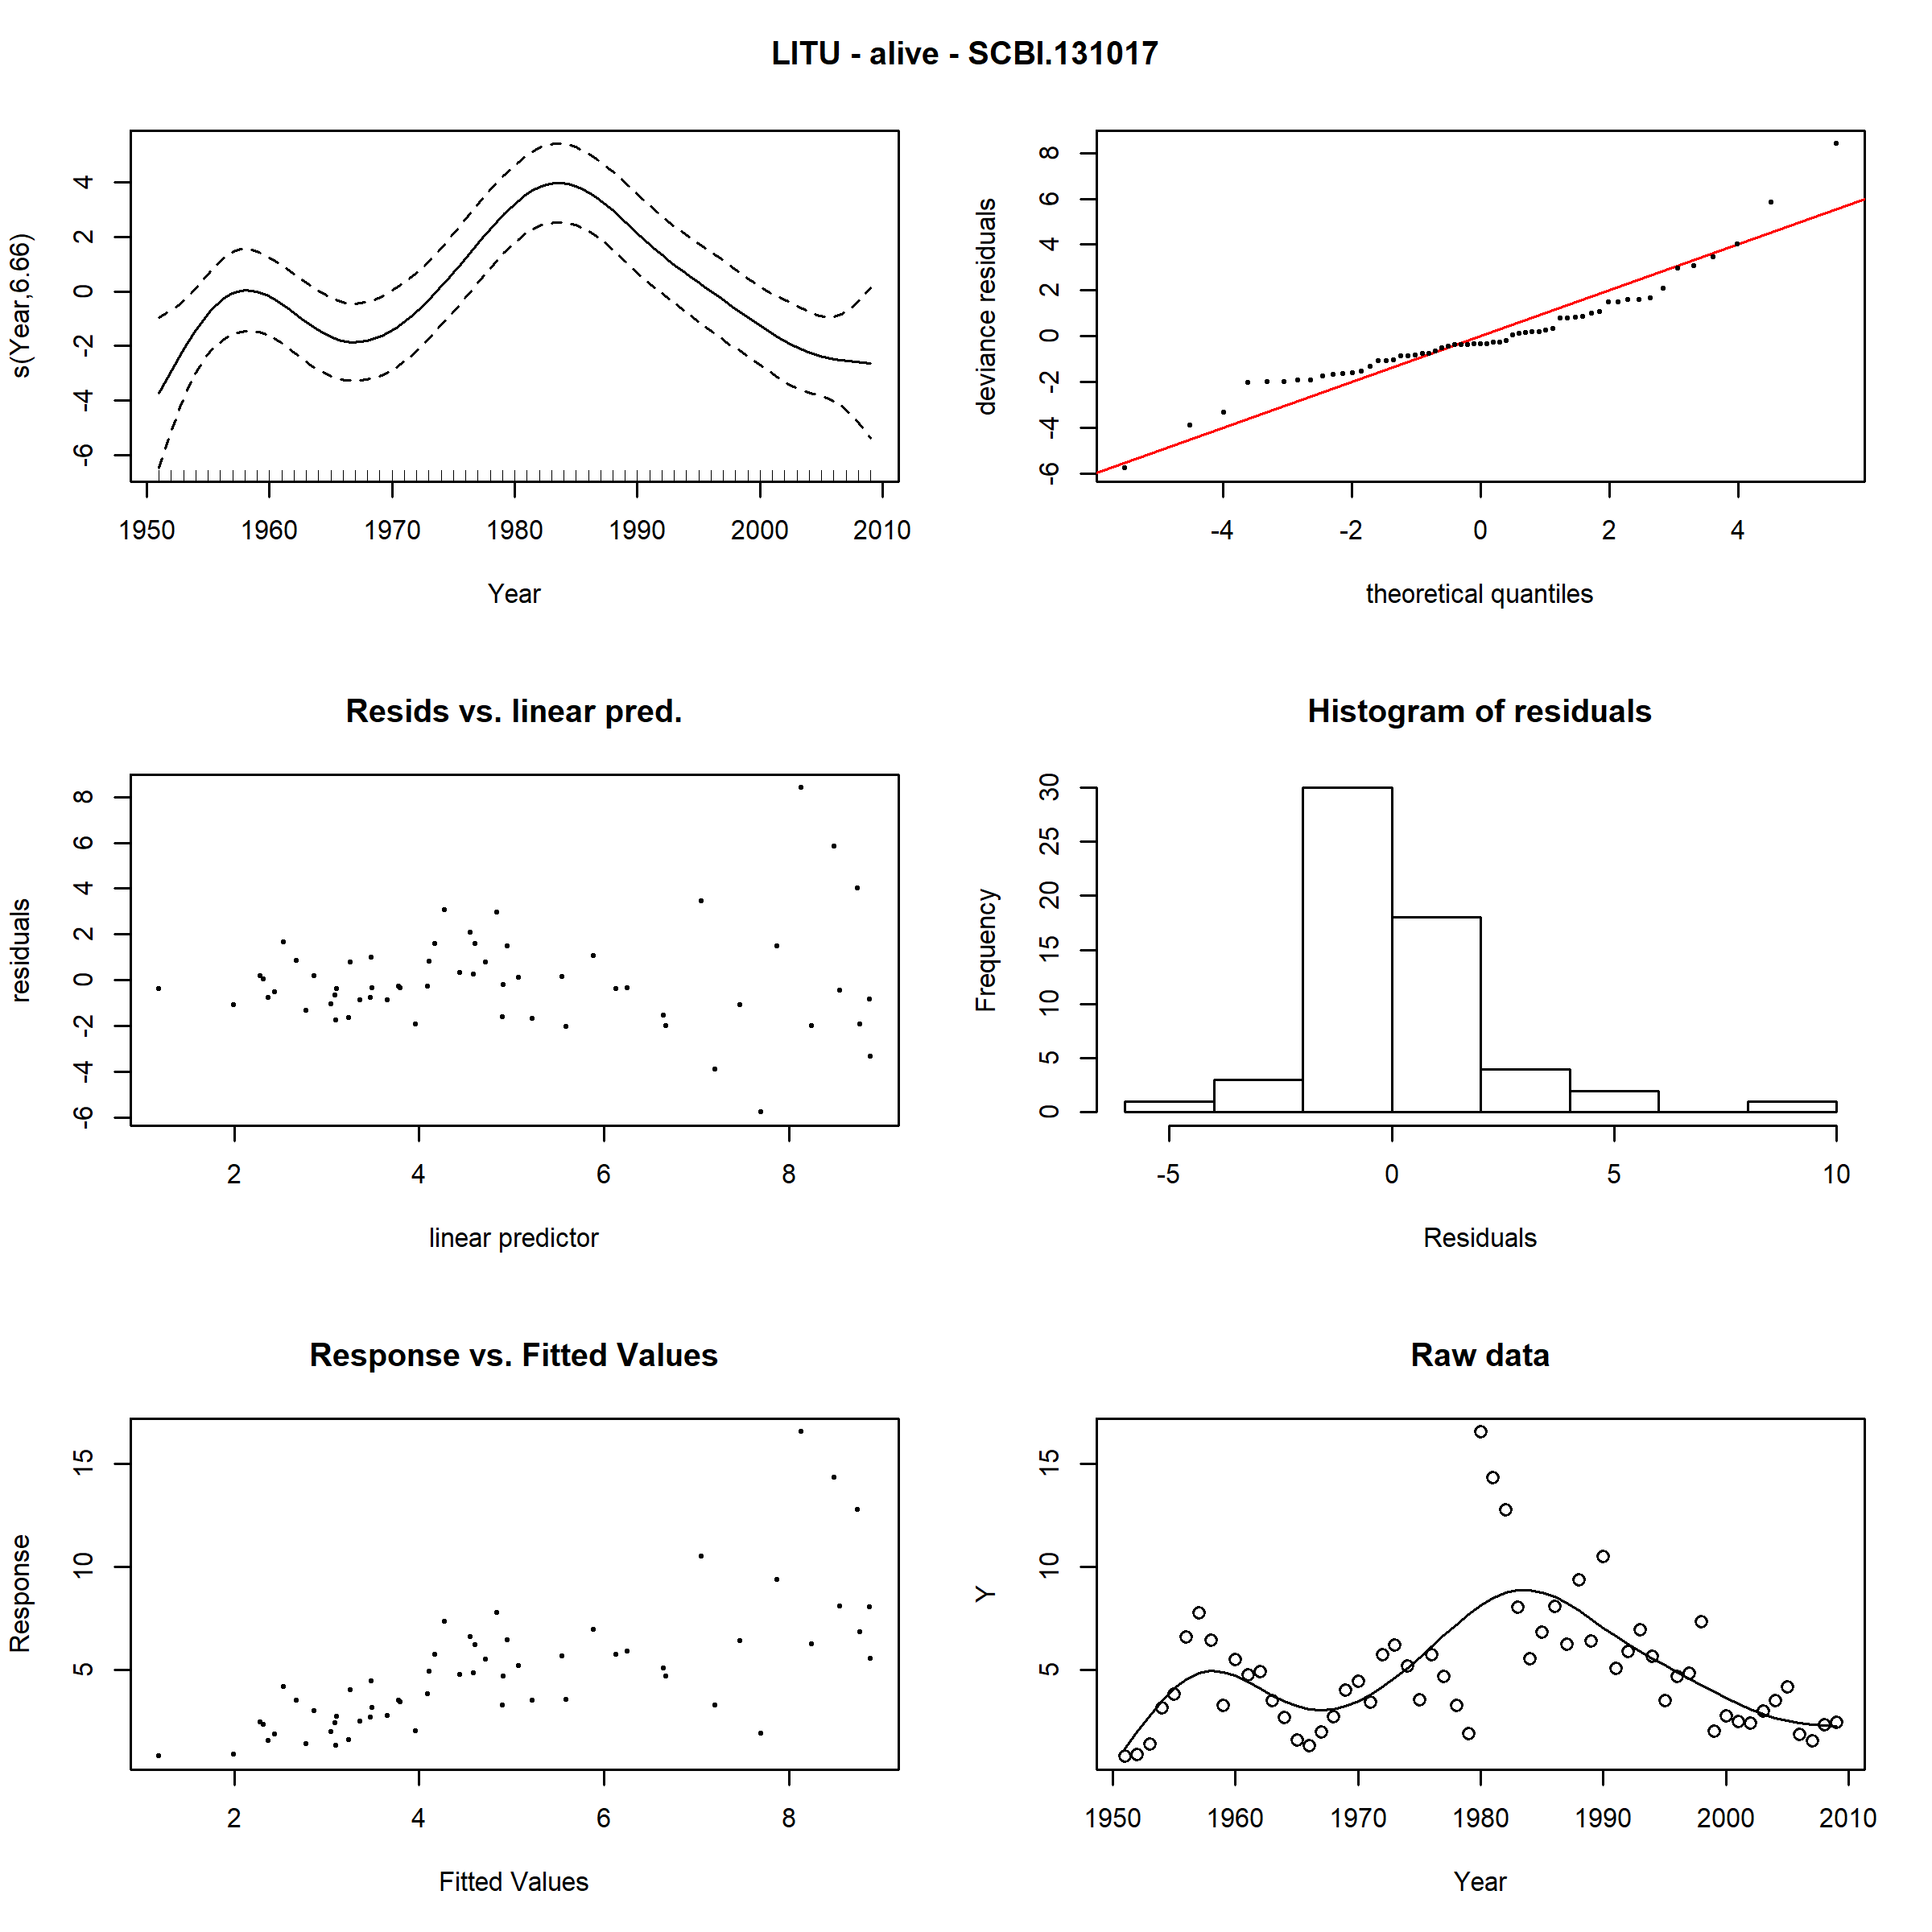 LITU - alive - SCBI.131017
s(Year,6.66)
4
2
0
-2
-4
-6
1950 1960 1970 1980 1990 2000 2010
Year
deviance residuals
8
6
4
2
0
-2
-4
-6
-4 -2 0 2 4
theoretical quantiles
Resids vs. linear pred.
residuals
8
6
4
2
0
-2
-4
-6
2 4 6 8
linear predictor
Histogram of residuals
Frequency
30
25
20
15
10
5
0
-5 0 5 10
Residuals
Response vs. Fitted Values
Response
15
10
5
2 4 6 8
Fitted Values
Raw data
Y
15
10
5
1950 1960 1970 1980 1990 2000 2010
Year